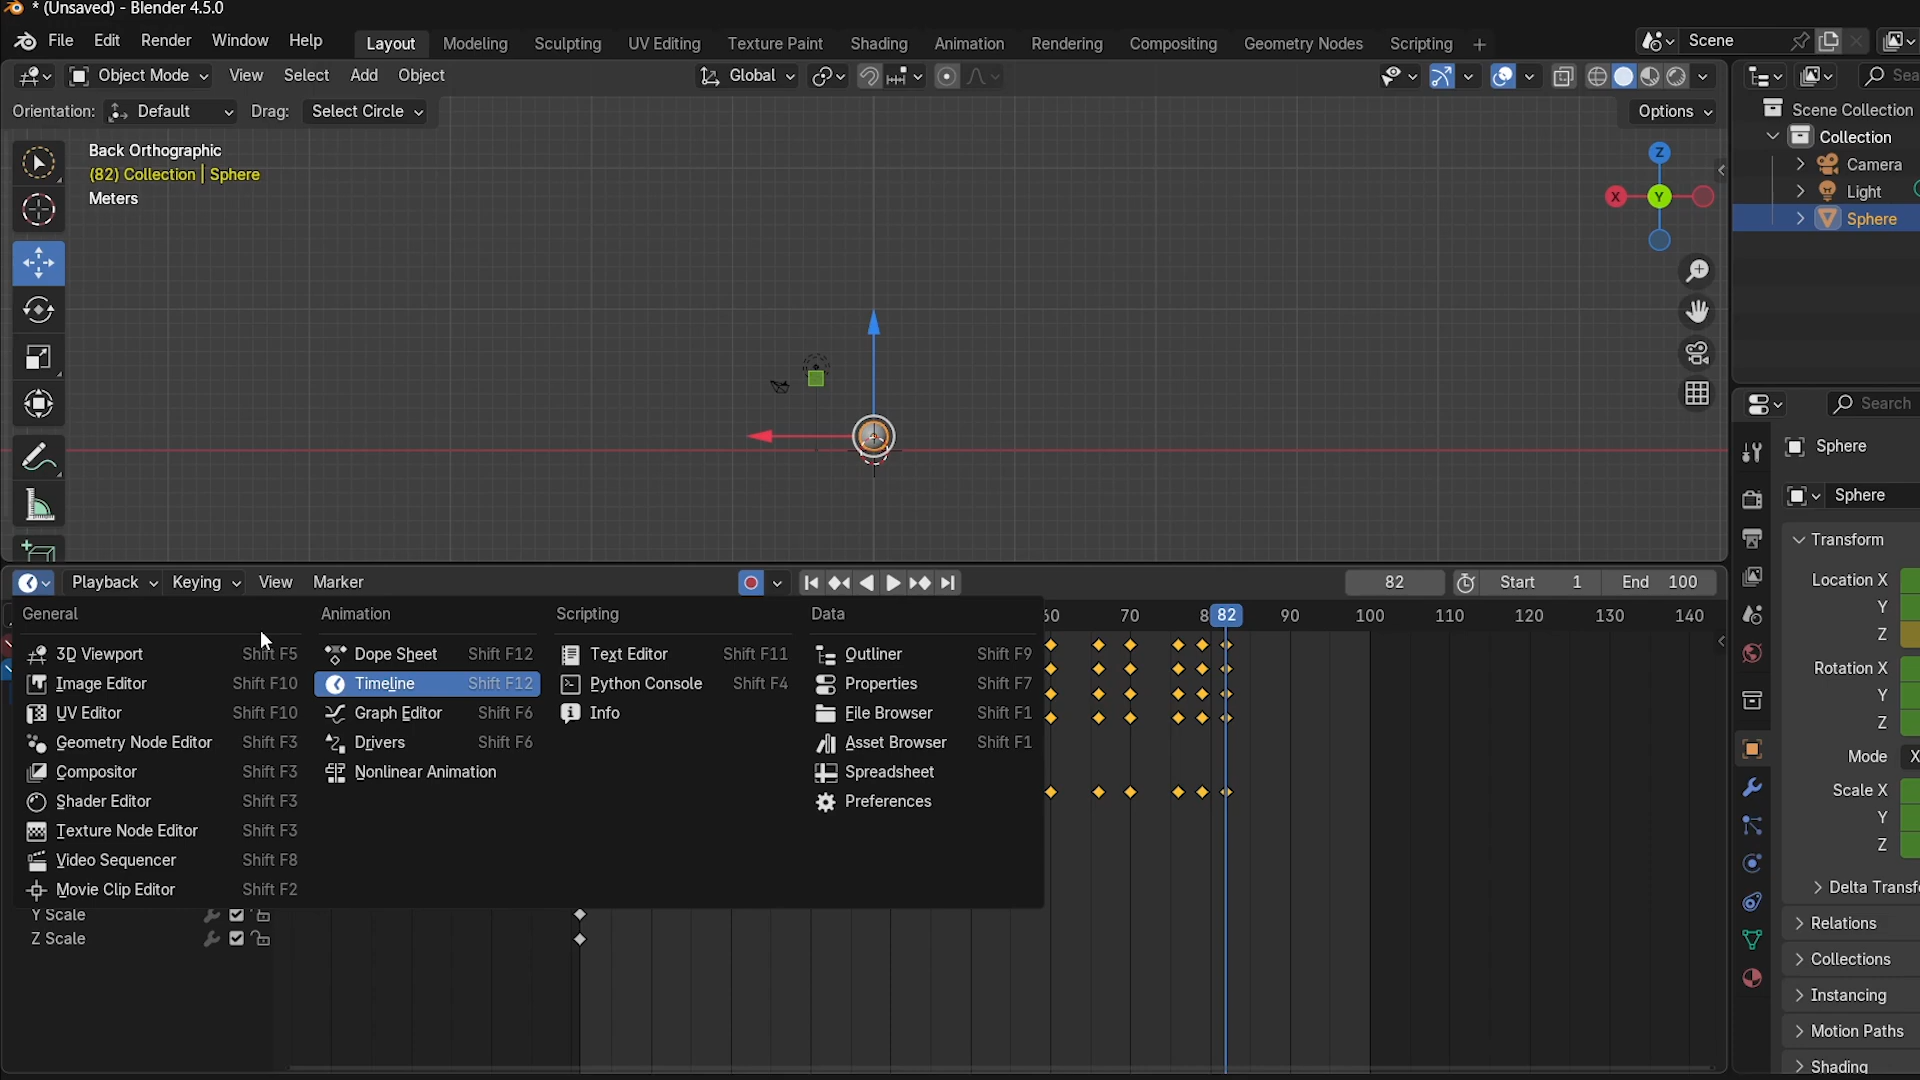 * (Unsaved) - Blender 4.5.0
File Edit Render Window Help Layout Modeling Sculpting UV Editing Texture Paint Shading Animation Rendering Compositing Geometry Nodes Scripting + Scene
Object Mode View Select Add Object Global Sea
Orientation: Default Drag: Select Circle Options
Scene Collection
Collection
Camera
Light
Sphere
Back Orthographic
(82) Collection | Sphere
Meters
Z
X
Y
Search
Sphere
Sphere
Transform
Location X
Y
Z
Rotation X
Y
Z
Mode X
Scale X
Y
Z
Delta Transf
Relations
Collections
Instancing
Motion Paths
Shading
Playback Keying View Marker 82 Start 1 End 100
60 70 8 82 90 100 110 120 130 140
General
3D Viewport Shift F5
Image Editor Shift F10
UV Editor Shift F10
Geometry Node Editor Shift F3
Compositor Shift F3
Shader Editor Shift F3
Texture Node Editor Shift F3
Video Sequencer Shift F8
Movie Clip Editor Shift F2
Animation
Dope Sheet Shift F12
Timeline Shift F12
Graph Editor Shift F6
Drivers Shift F6
Nonlinear Animation
Scripting
Text Editor Shift F11
Python Console Shift F4
Info
Data
Outliner Shift F9
Properties Shift F7
File Browser Shift F1
Asset Browser Shift F1
Spreadsheet
Preferences
Y Scale
Z Scale